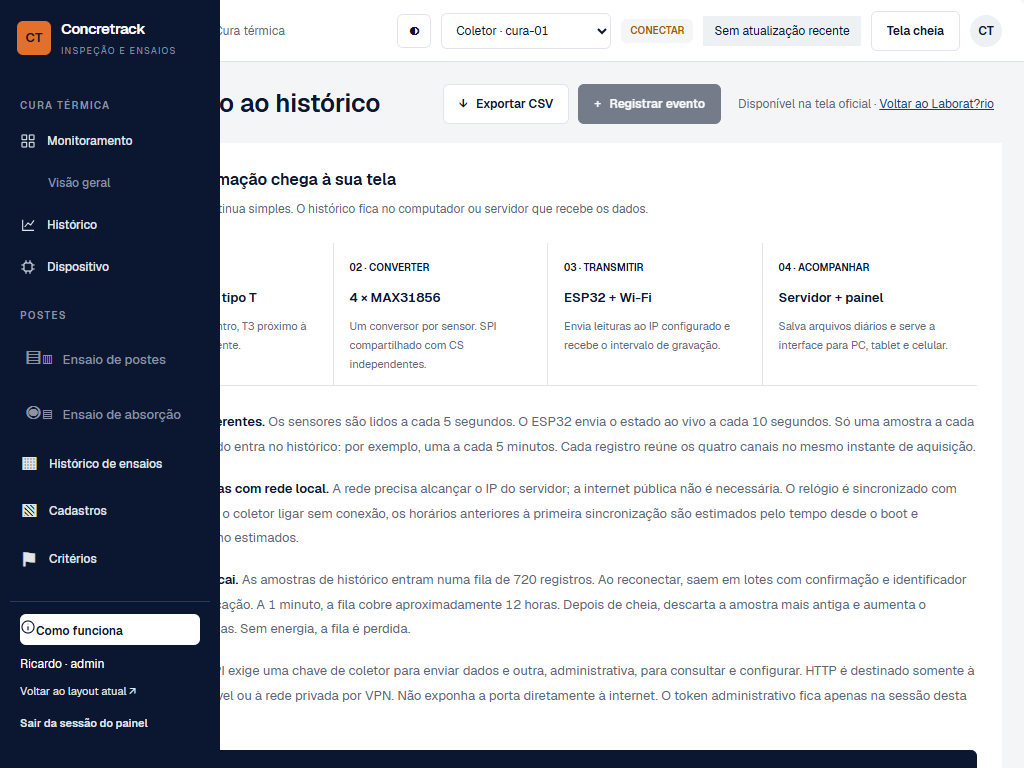 CT
Concretrack
INSPEÇÃO E ENSAIOS
CURA TÉRMICA
Monitoramento
Visão geral
Histórico
Dispositivo
POSTES
Ensaio de postes
Ensaio de absorção
Histórico de ensaios
Cadastros
Critérios
Como funciona
Ricardo · admin
Voltar ao layout atual ↗
Sair da sessão do painel
Cura térmica
Coletor · cura-01
CONECTAR
Sem atualização recente
Tela cheia
CT
o ao histórico
↓ Exportar CSV
+ Registrar evento
Disponível na tela oficial · Voltar ao Laborat?rio
mação chega à sua tela
tinua simples. O histórico fica no computador ou servidor que recebe os dados.
tipo T
ntro, T3 próximo à
ente.
02 · CONVERTER
4 × MAX31856
Um conversor por sensor. SPI
compartilhado com CS
independentes.
03 · TRANSMITIR
ESP32 + Wi-Fi
Envia leituras ao IP configurado e
recebe o intervalo de gravação.
04 · ACOMPANHAR
Servidor + painel
Salva arquivos diários e serve a
interface para PC, tablet e celular.
erentes. Os sensores são lidos a cada 5 segundos. O ESP32 envia o estado ao vivo a cada 10 segundos. Só uma amostra a cada
do entra no histórico: por exemplo, uma a cada 5 minutos. Cada registro reúne os quatro canais no mesmo instante de aquisição.
as com rede local. A rede precisa alcançar o IP do servidor; a internet pública não é necessária. O relógio é sincronizado com
o coletor ligar sem conexão, os horários anteriores à primeira sincronização são estimados pelo tempo desde o boot e
no estimados.
cai. As amostras de histórico entram numa fila de 720 registros. Ao reconectar, saem em lotes com confirmação e identificador
cação. A 1 minuto, a fila cobre aproximadamente 12 horas. Depois de cheia, descarta a amostra mais antiga e aumenta o
as. Sem energia, a fila é perdida.
PI exige uma chave de coletor para enviar dados e outra, administrativa, para consultar e configurar. HTTP é destinado somente à
vel ou à rede privada por VPN. Não exponha a porta diretamente à internet. O token administrativo fica apenas na sessão desta